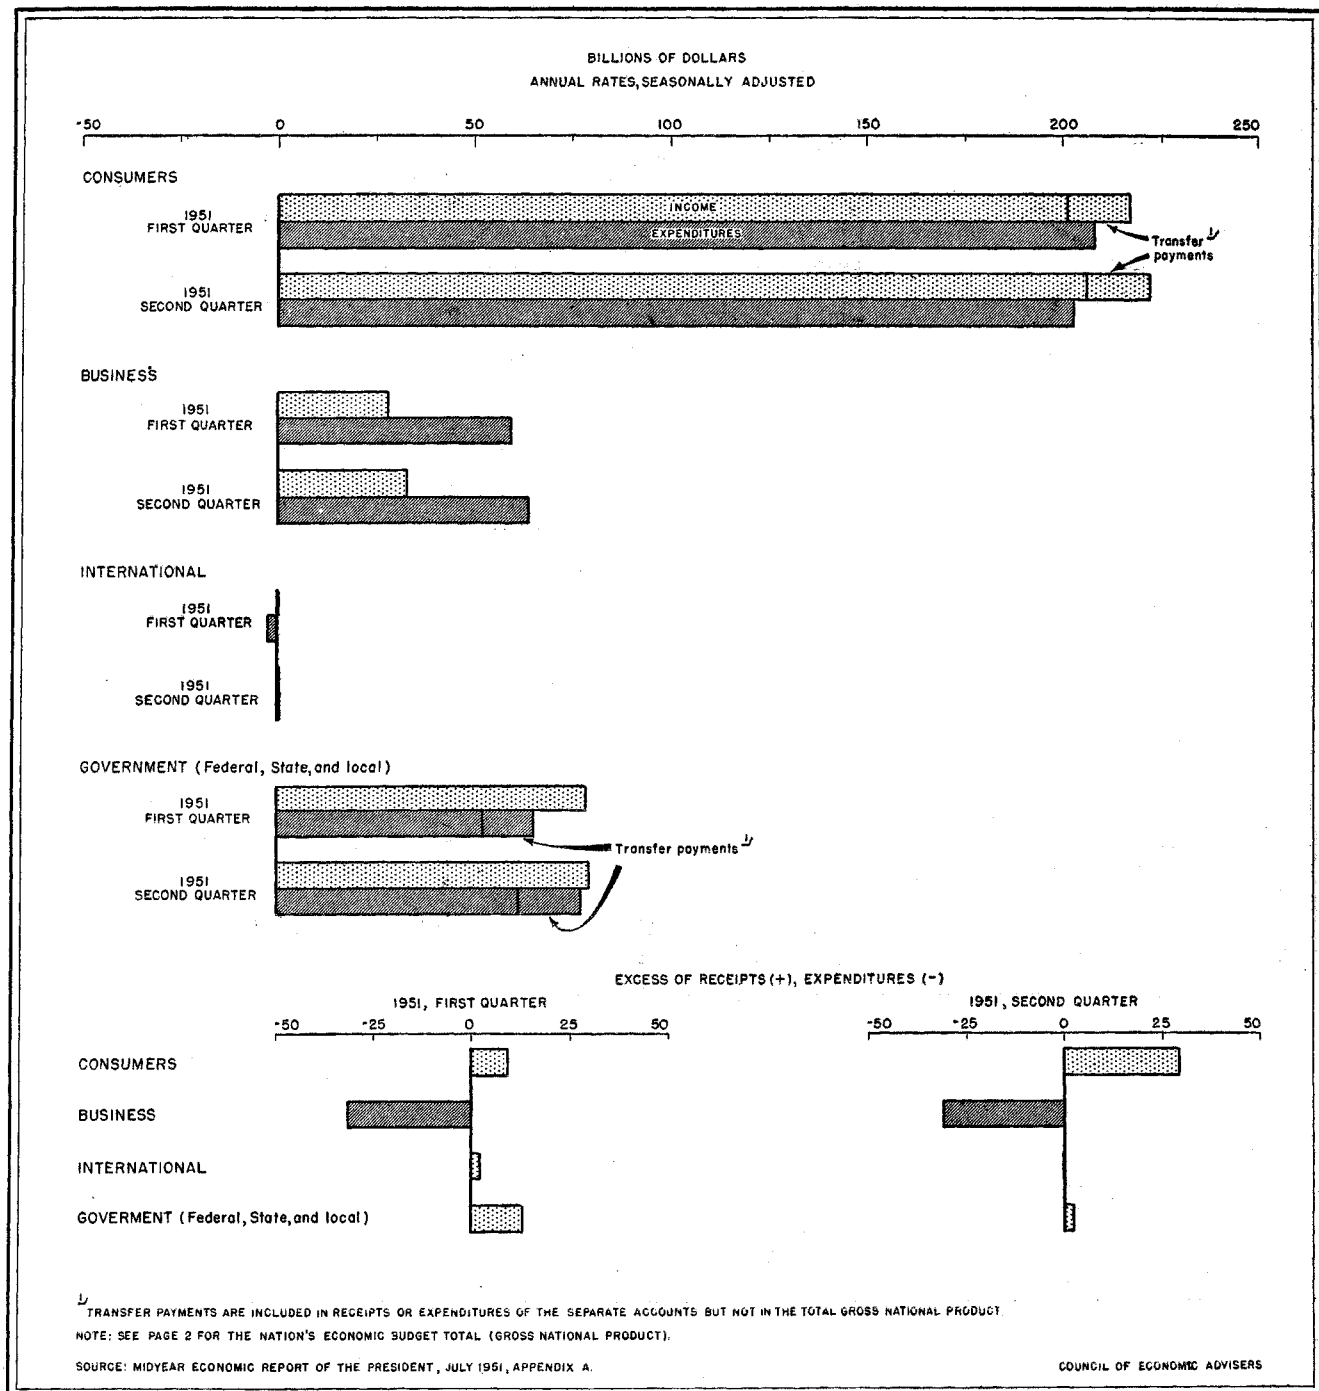 BILLIONS OF DOLLARS
ANNUAL RATES, SEASONALLY ADJUSTED
-50 0 50 100 150 200 250
CONSUMERS
1951
FIRST QUARTER
INCOME
EXPENDITURES
Transfer 1/
payments
1951
SECOND QUARTER
BUSINESS
1951
FIRST QUARTER
1951
SECOND QUARTER
INTERNATIONAL
1951
FIRST QUARTER
1951
SECOND QUARTER
GOVERNMENT (Federal, State, and local)
1951
FIRST QUARTER
Transfer payments 1/
1951
SECOND QUARTER
EXCESS OF RECEIPTS (+), EXPENDITURES (-)
1951, FIRST QUARTER
1951, SECOND QUARTER
-50 -25 0 25 50
-50 -25 0 25 50
CONSUMERS
BUSINESS
INTERNATIONAL
GOVERMENT (Federal, State, and local)
1/ TRANSFER PAYMENTS ARE INCLUDED IN RECEIPTS OR EXPENDITURES OF THE SEPARATE ACCOUNTS BUT NOT IN THE TOTAL GROSS NATIONAL PRODUCT.
NOTE: SEE PAGE 2 FOR THE NATION'S ECONOMIC BUDGET TOTAL (GROSS NATIONAL PRODUCT).
SOURCE: MIDYEAR ECONOMIC REPORT OF THE PRESIDENT, JULY 1951, APPENDIX A.
COUNCIL OF ECONOMIC ADVISERS